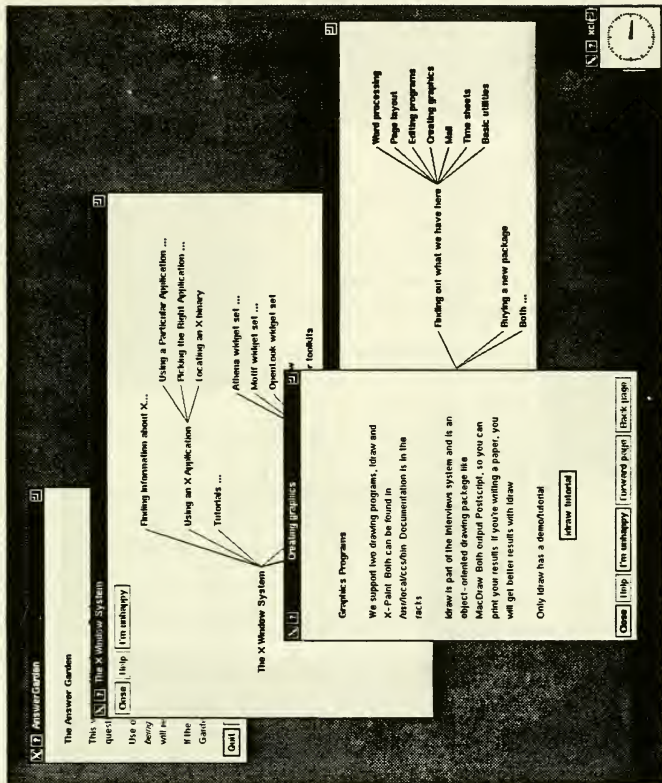 AnswerGarden
The Answer Garden
This
quest
Use o
being
will re
If the
Garde
Quit
The X Window System
Close Help I'm unhappy
The X Window System
Finding information about X...
Using an X Application
Tutorials ...
Using a Particular Application ...
Picking the Right Application ...
Locating an X binary
Athena widget set ...
Motif widget set ...
OpenLook widget set
r toolkits
Finding out what we have here
Word processing
Page layout
Editing programs
Creating graphics
Mail
Time sheets
Basic utilities
Buying a new package
Both ...
Creating graphics
Graphics Programs
We support two drawing programs, Idraw and
X-Paint Both can be found in
/ms/local/ccs/bin Documentation is in the
racks
Idraw is part of the Interviews system and is an
object-oriented drawing package like
MacDraw Both output Postscript, so you can
print your results If you're writing a paper, you
will get better results with Idraw
Only Idraw has a demo/tutorial
idraw tutorial
Close Help I'm unhappy Forward page Back page